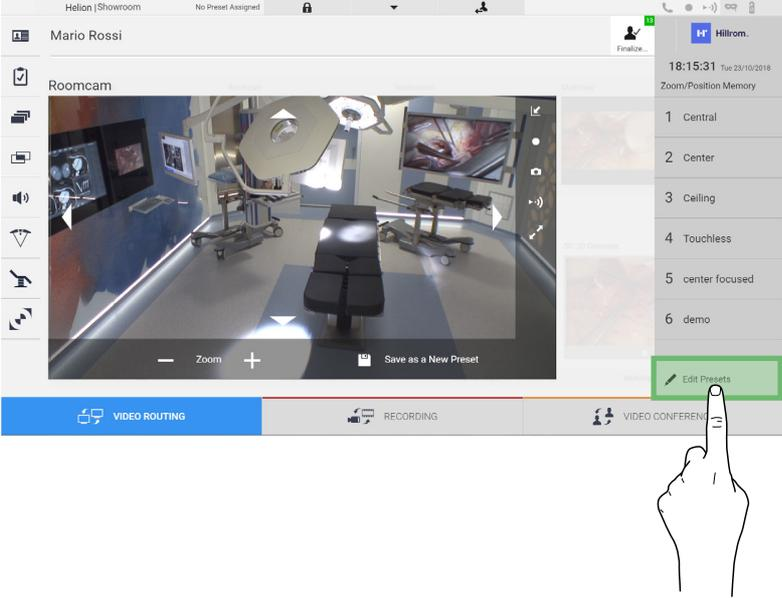 Helion | Showroom
No Preset Assigned
Mario Rossi
13
Finalize...
Hillrom.
18:15:31 Tue 23/10/2018
Zoom/Position Memory
Roomcam
1 Central
2 Center
3 Ceiling
4 Touchless
5 center focused
6 demo
Zoom
Save as a New Preset
Edit Presets
VIDEO ROUTING
RECORDING
VIDEO CONFERENC